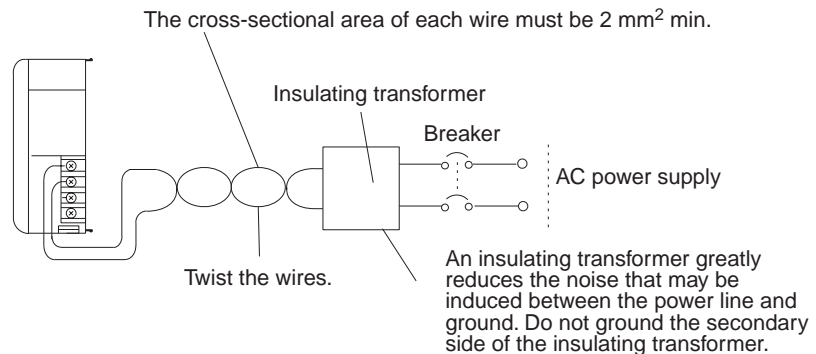 The cross-sectional area of each wire must be 2 mm² min.
Insulating transformer
Breaker
AC power supply
Twist the wires.
An insulating transformer greatly
reduces the noise that may be
induced between the power line and
ground. Do not ground the secondary
side of the insulating transformer.